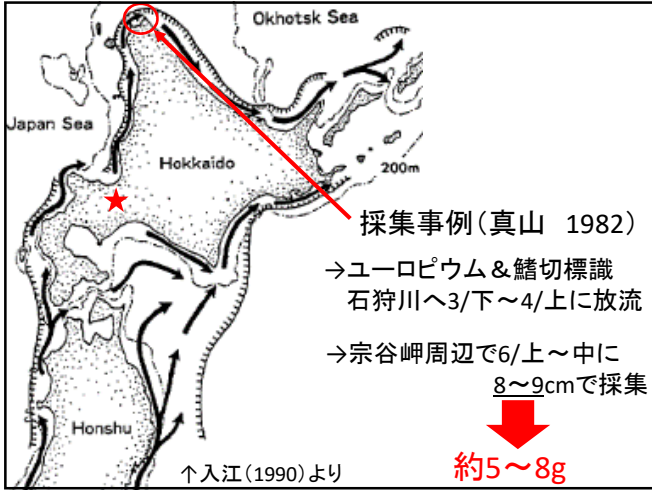 Okhotsk Sea
Japan Sea
Hokkaido
200m
採集事例(真山 1982)
→ユーロピウム&鰭切標識
石狩川へ3/下~4/上に放流
→宗谷岬周辺で6/上~中に
8~9cmで採集
Honshu
↑入江(1990)より
約5~8g